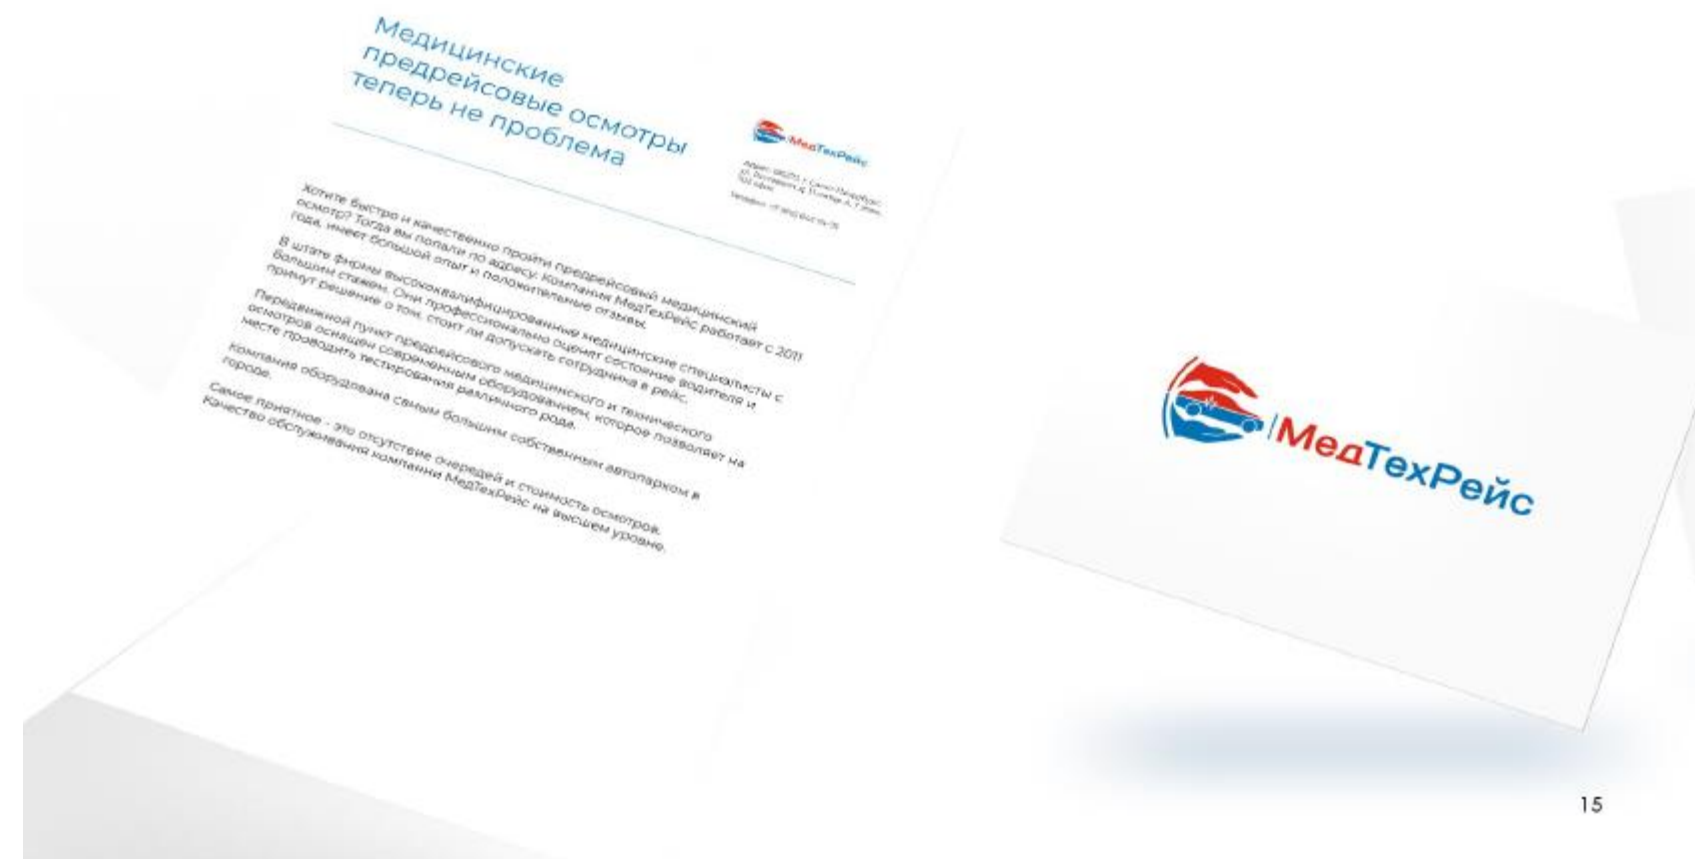 Медицинские
предрейсовые осмотры
теперь не проблема
МедТехРейс
Хотите быстро и качественно пройти предрейсовый медицинский
осмотр? Тогда вы попали по адресу. Компания МедТехРейс работает с 2011
года, имеет большой опыт и положительные отзывы.
В штате фирмы высококвалифицированные медицинские специалисты с
большим стажем. Они профессионально оценят состояние водителя и
примут решение о том, стоит ли допускать сотрудника в рейс.
Передвижной пункт предрейсового медицинского и технического
осмотров оснащен современным оборудованием, которое позволяет на
месте проводить тестирования различного рода.
Компания оборудована самым большим собственным автопарком в
городе.
Самое приятное - это отсутствие очередей и стоимость осмотров.
Качество обслуживания компании МедТехРейс на высшем уровне.
МедТехРейс
15